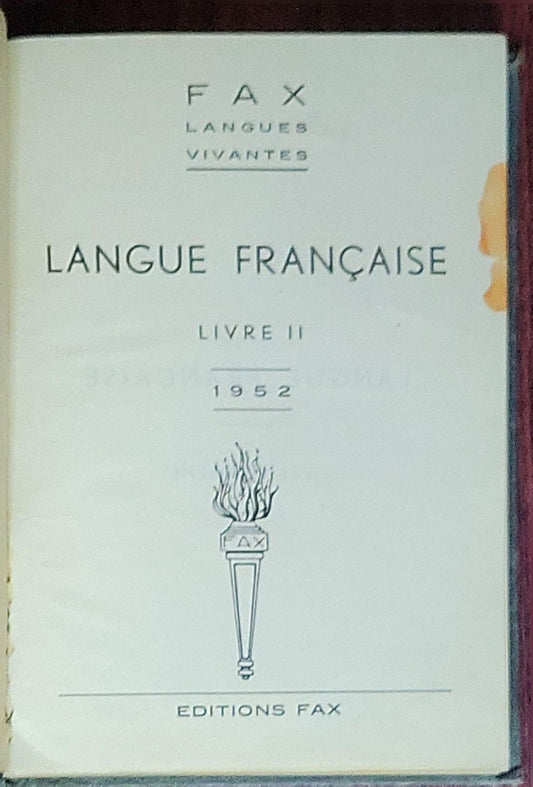 FAX
LANGUES
VIVANTES
LANGUE FRANÇAISE
LIVRE II
1952
FAX
EDITIONS FAX